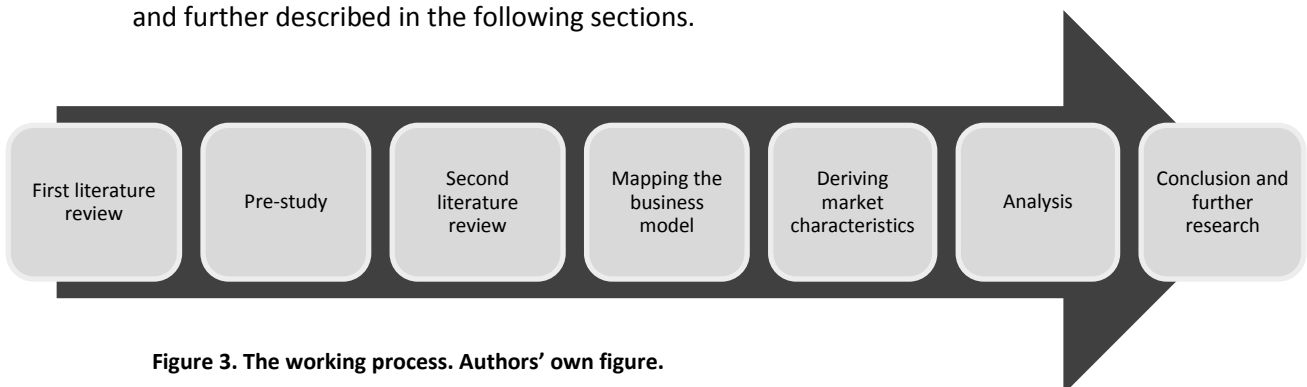 and further described in the following sections.
First literature
review
Pre-study
Second
literature
review
Mapping the
business
model
Deriving
market
characteristics
Analysis
Conclusion and
further
research
Figure 3. The working process. Authors’ own figure.